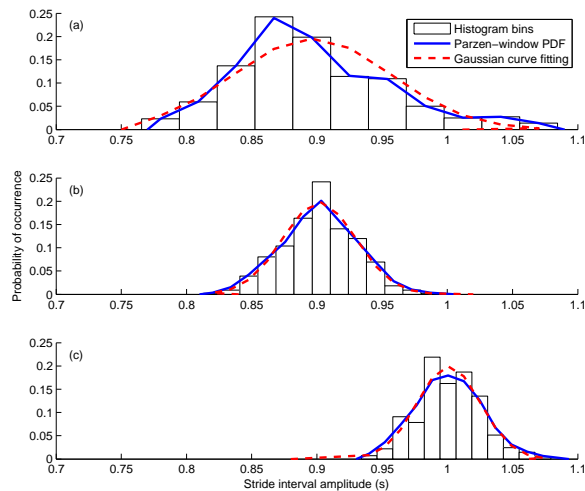 (a)
Histogram bins
Parzen−window PDF
Gaussian curve fitting
0.25
0.2
0.15
0.1
0.05
0
0.7 0.75 0.8 0.85 0.9 0.95 1 1.05 1.1
(b)
Probability of occurrence
0.25
0.2
0.15
0.1
0.05
0
0.7 0.75 0.8 0.85 0.9 0.95 1 1.05 1.1
(c)
0.25
0.2
0.15
0.1
0.05
0
0.7 0.75 0.8 0.85 0.9 0.95 1 1.05 1.1
Stride interval amplitude (s)